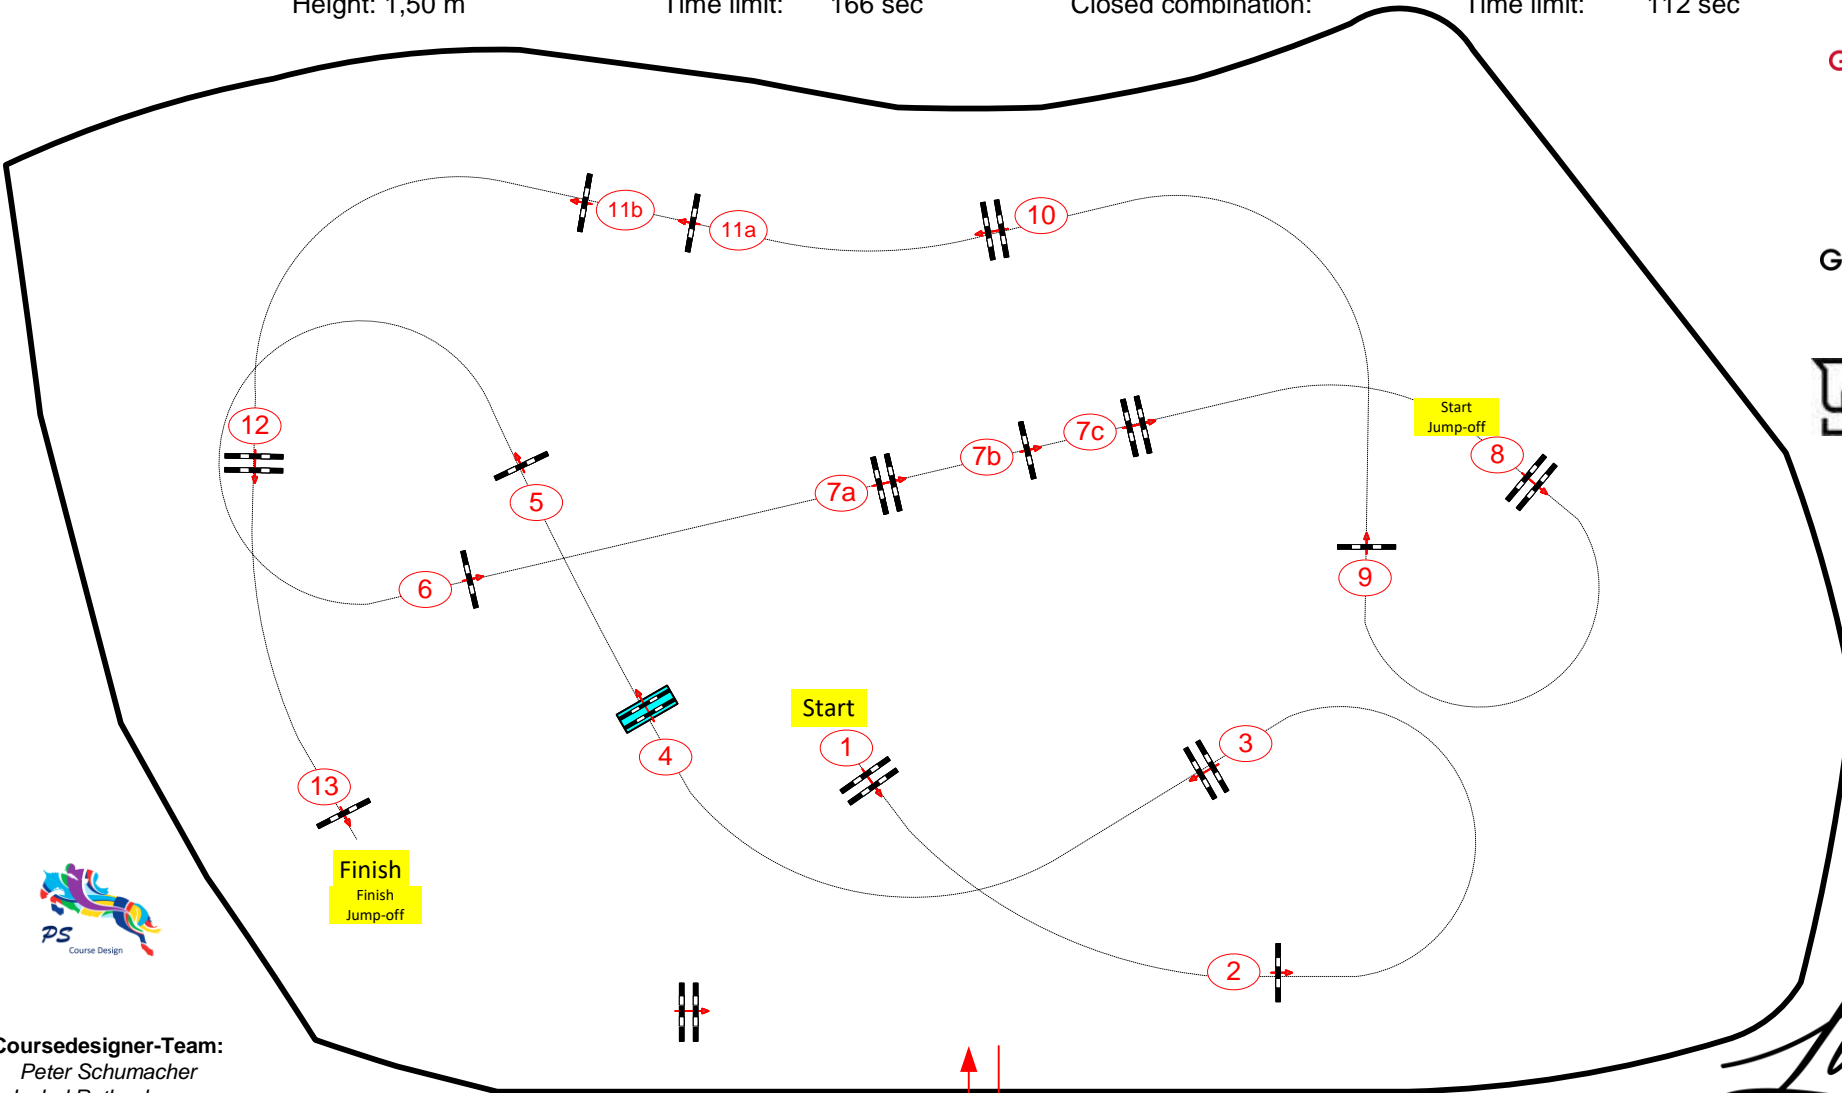 Height: 1,50 m Time limit: 166 sec Closed combination: Time limit: 112 sec
11b
11a
10
12
7c
7b
7a
Start
Jump-off
8
5
6
9
Start
1
3
4
13
2
Finish
Finish
Jump-off
PS
Course Design
Coursedesigner-Team:
Peter Schumacher